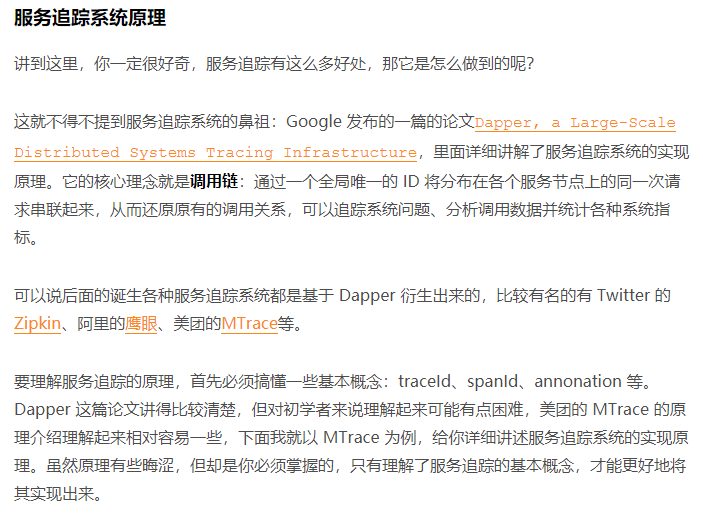 服务追踪系统原理
讲到这里，你一定很好奇，服务追踪有这么多好处，那它是怎么做到的呢？
这就不得不提到服务追踪系统的鼻祖：Google 发布的一篇的论文Dapper, a Large-Scale
Distributed Systems Tracing Infrastructure，里面详细讲解了服务追踪系统的实现
原理。它的核心理念就是调用链：通过一个全局唯一的 ID 将分布在各个服务节点上的同一次请
求串联起来，从而还原原有的调用关系，可以追踪系统问题、分析调用数据并统计各种系统指
标。
可以说后面的诞生各种服务追踪系统都是基于 Dapper 衍生出来的，比较有名的有 Twitter 的
Zipkin、阿里的鹰眼、美团的MTrace等。
要理解服务追踪的原理，首先必须搞懂一些基本概念：traceId、spanId、annonation 等。
Dapper 这篇论文讲得比较清楚，但对初学者来说理解起来可能有点困难，美团的 MTrace 的原
理介绍理解起来相对容易一些，下面我就以 MTrace 为例，给你详细讲述服务追踪系统的实现原
理。虽然原理有些晦涩，但却是你必须掌握的，只有理解了服务追踪的基本概念，才能更好地将
其实现出来。